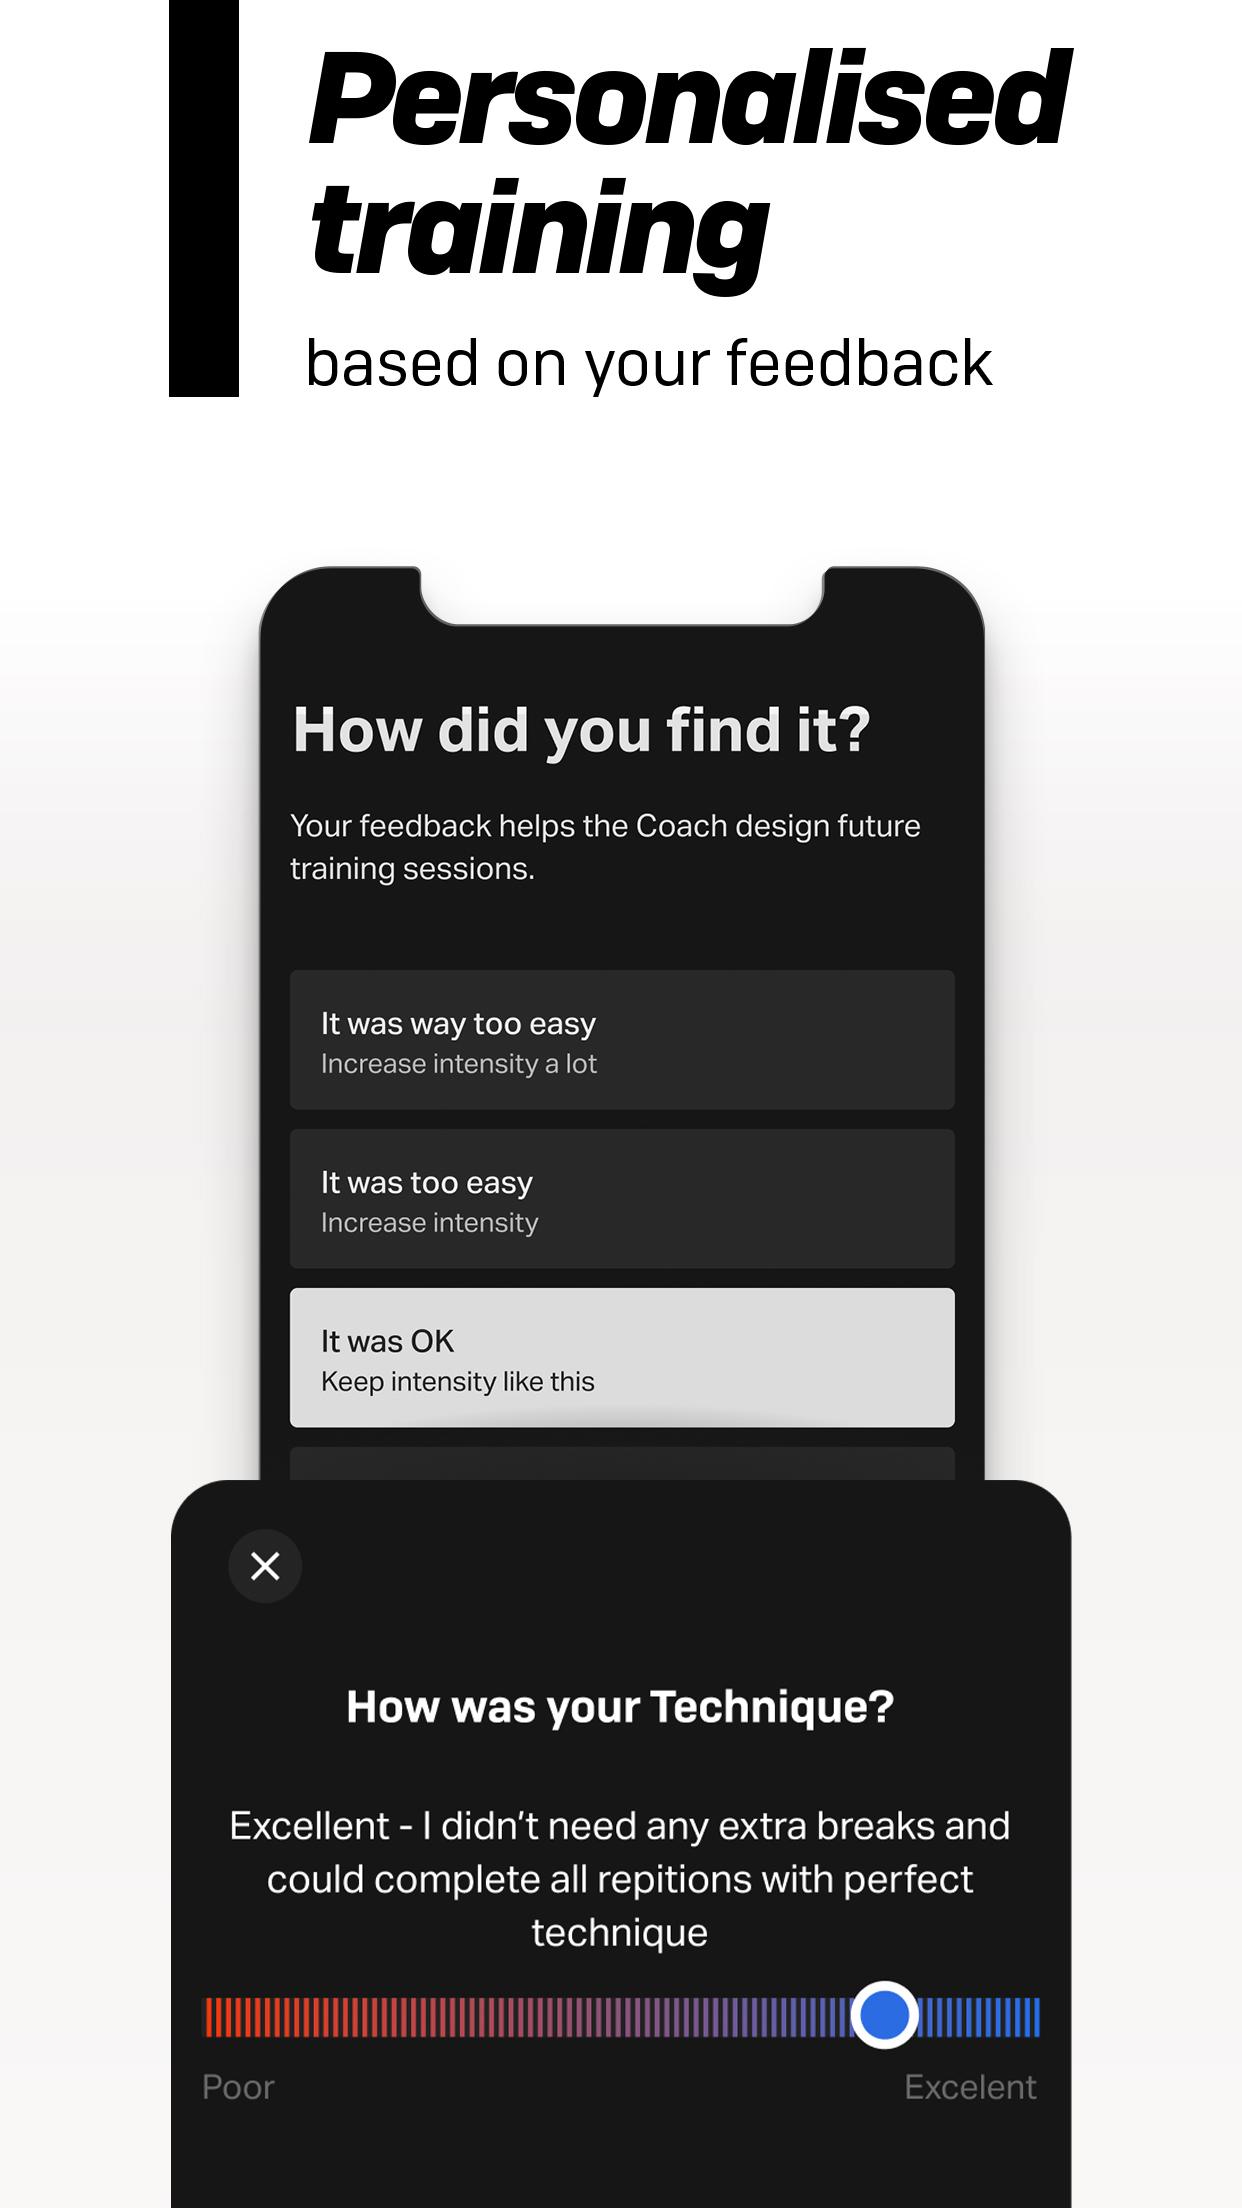 Personalised
training
based on your feedback
How did you find it?
Your feedback helps the Coach design future
training sessions.
It was way too easy
Increase intensity a lot
It was too easy
Increase intensity
It was OK
Keep intensity like this
How was your Technique?
Excellent - I didn't need any extra breaks and
could complete all repitions with perfect
technique
Poor
Excelent